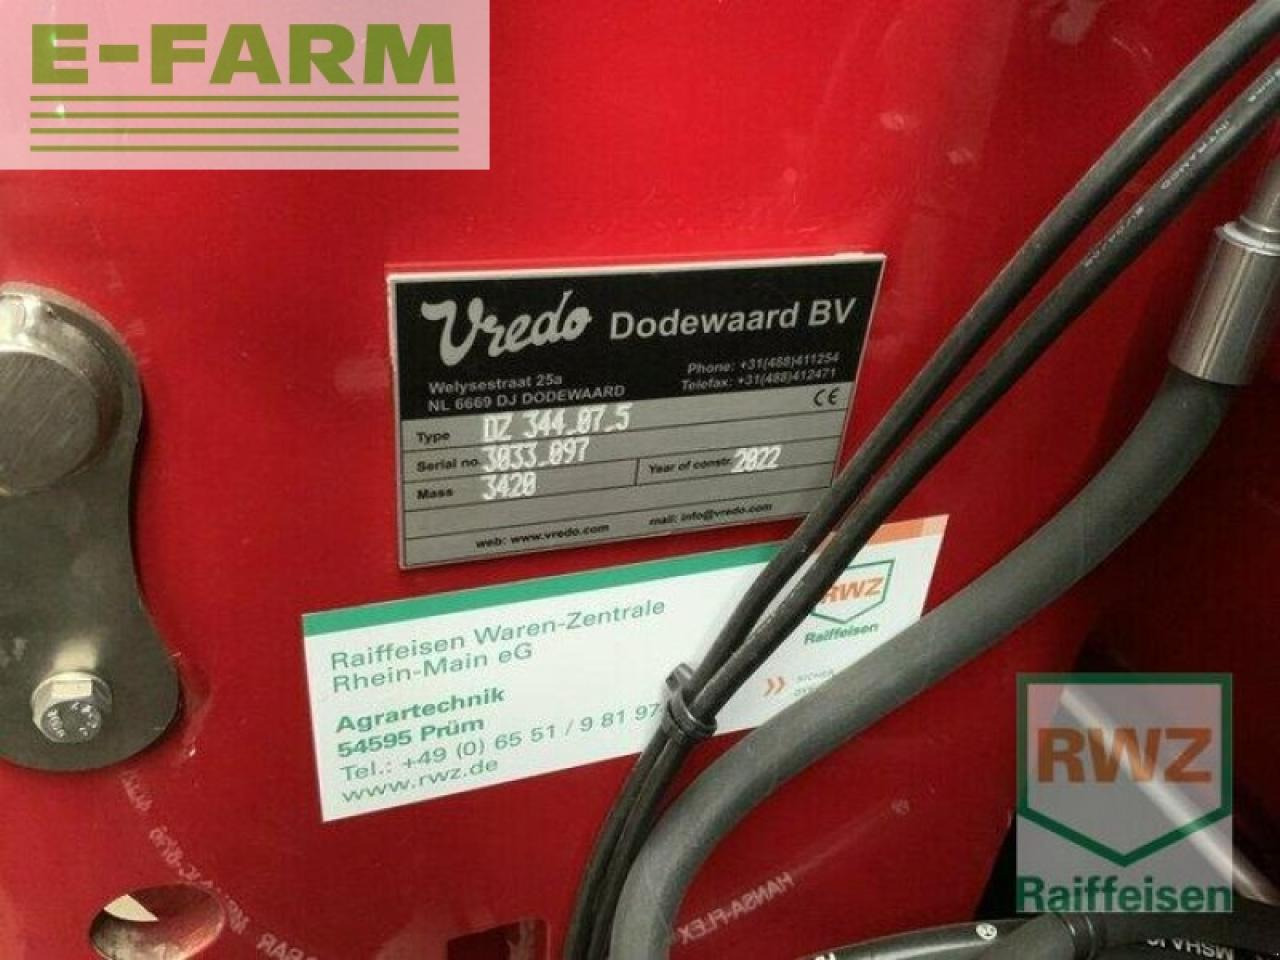 E-FARM
Vredo Dodewaard BV
Welysestraat 25a
NL 6669 DJ DODEWAARD
Phone: +31(488)411254
Telefax: +31(488)412471
CE
Type DZ 344.07.5
Serial no. 3033.097
Mass 3420
Year of constr. 2022
web: www.vredo.com
mail: info@vredo.com
Raiffeisen Waren-Zentrale
Rhein-Main eG
Agrartechnik
54595 Prüm
Tel.: +49 (0) 65 51 / 9 81 97
www.rwz.de
RWZ
Raiffeisen
HANSA-FLEX
RWZ
Raiffeisen